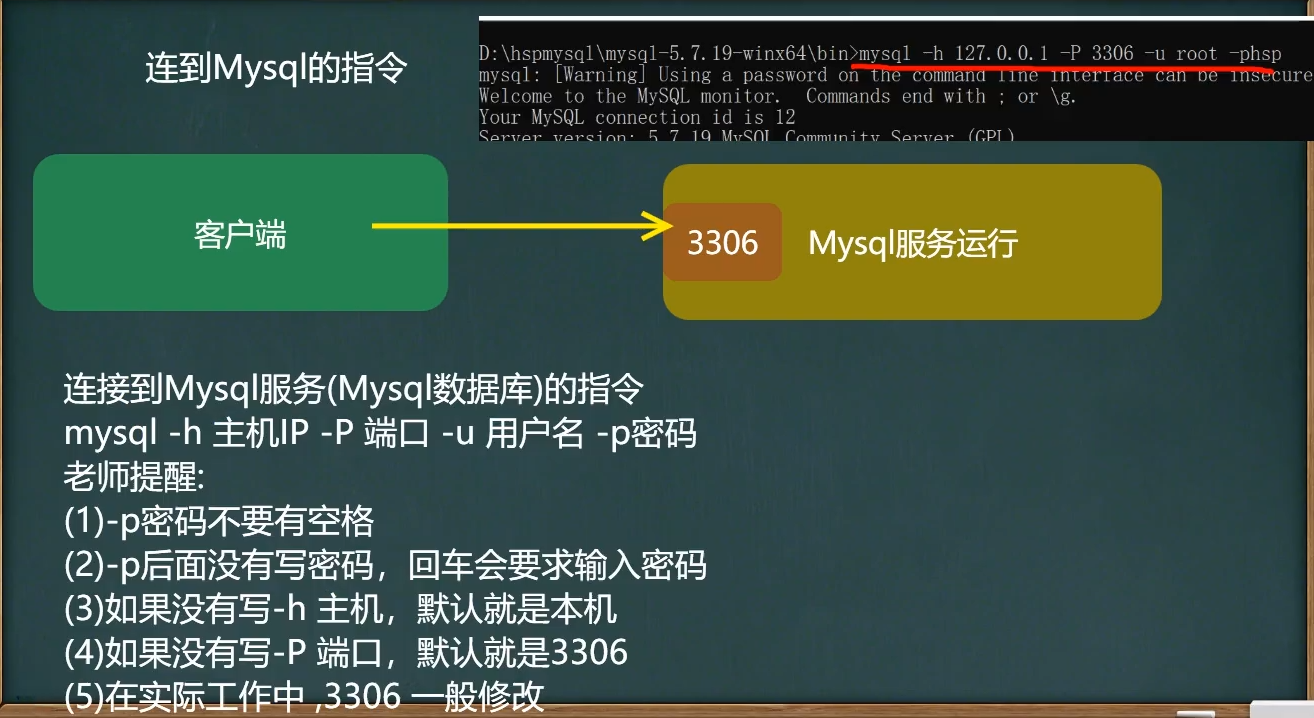 连到Mysql的指令
D:\hspmysql\mysql-5.7.19-winx64\bin>mysql -h 127.0.0.1 -P 3306 -u root -phsp
mysql: [Warning] Using a password on the command line interface can be insecure
Welcome to the MySQL monitor.  Commands end with ; or \g.
Your MySQL connection id is 12
Server version: 5.7.19 MySQL Community Server (GPL)
客户端
3306
Mysql服务运行
连接到Mysql服务(Mysql数据库)的指令
mysql -h 主机IP -P 端口 -u 用户名 -p密码
老师提醒:
(1)-p密码不要有空格
(2)-p后面没有写密码，回车会要求输入密码
(3)如果没有写-h 主机，默认就是本机
(4)如果没有写-P 端口，默认就是3306
(5)在实际工作中 ,3306 一般修改